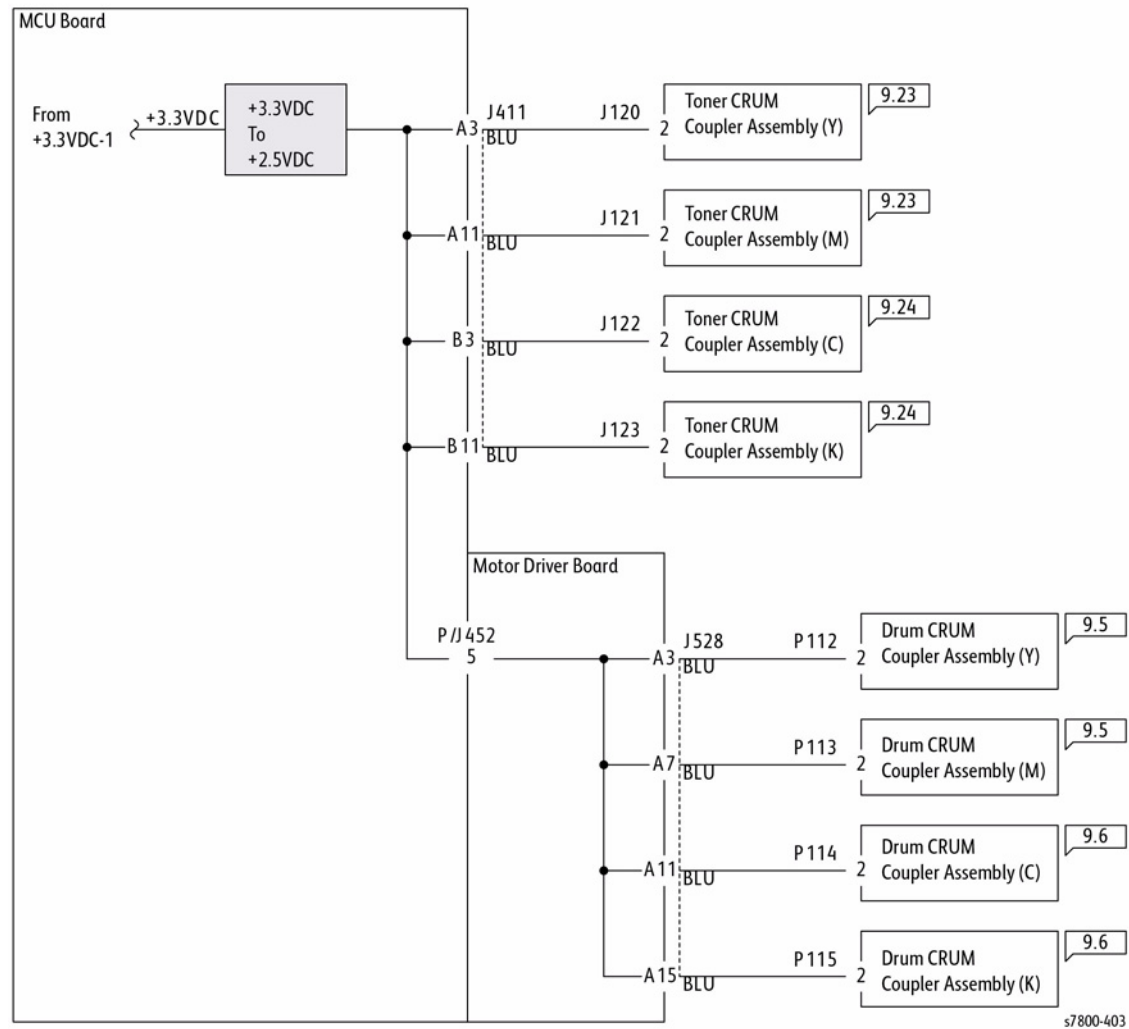 MCU Board
From
+3.3VDC-1
+3.3VDC
+3.3VDC
To
+2.5VDC
A3
J411
BLU
J120
2
Toner CRUM
Coupler Assembly (Y)
9.23
A11
BLU
J121
2
Toner CRUM
Coupler Assembly (M)
9.23
B3
BLU
J122
2
Toner CRUM
Coupler Assembly (C)
9.24
B11
BLU
J123
2
Toner CRUM
Coupler Assembly (K)
9.24
Motor Driver Board
P/J452
5
A3
J528
BLU
P112
2
Drum CRUM
Coupler Assembly (Y)
9.5
A7
BLU
P113
2
Drum CRUM
Coupler Assembly (M)
9.5
A11
BLU
P114
2
Drum CRUM
Coupler Assembly (C)
9.6
A15
BLU
P115
2
Drum CRUM
Coupler Assembly (K)
9.6
s7800-403